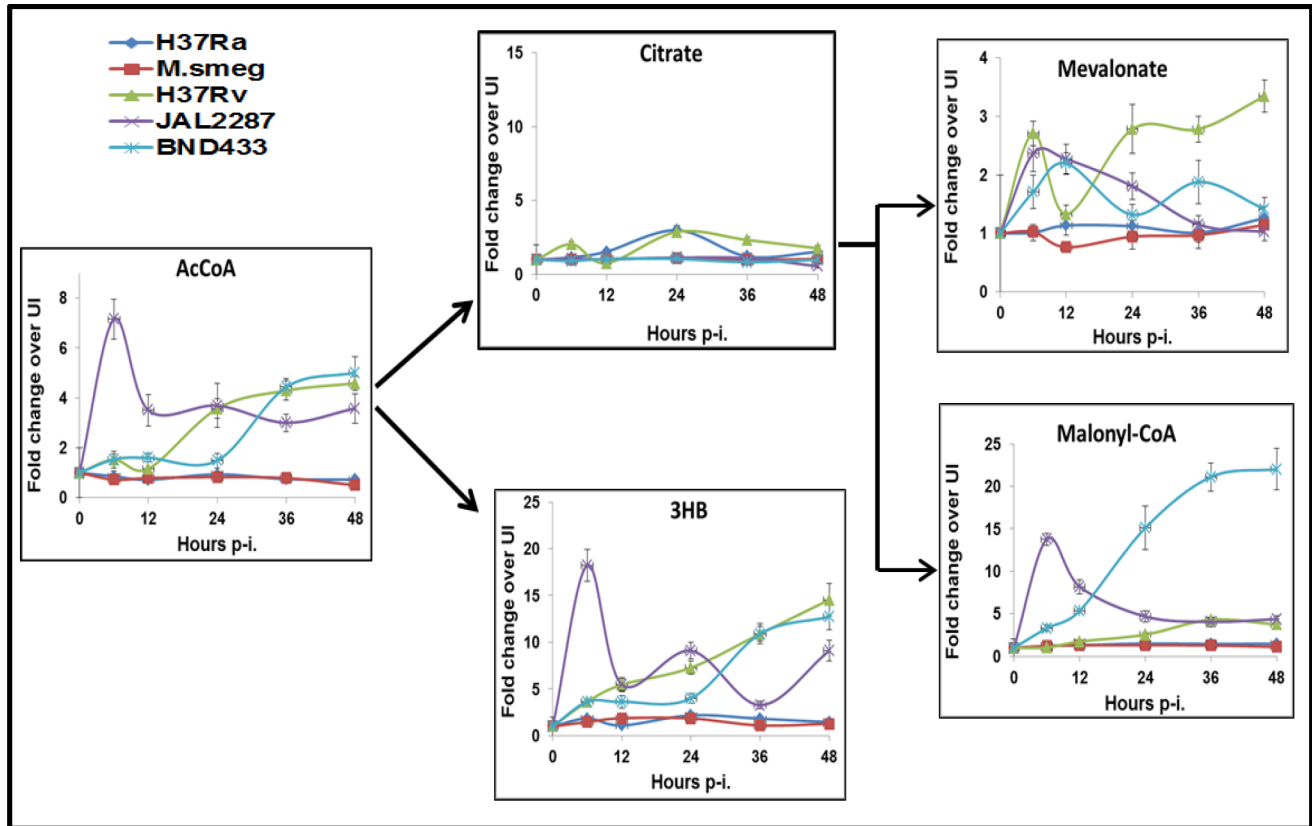 H37Ra
M.smeg
H37Rv
JAL2287
BND433
AcCoA
Fold change over UI
8
6
4
2
0
0 12 24 36 48
Hours p-i.
Citrate
Fold change over UI
15
10
5
0
0 12 24 36 48
Hours p-i.
3HB
Fold change over UI
25
20
15
10
5
0
0 12 24 36 48
Hours p-i.
Mevalonate
Fold change over UI
4
3
2
1
0
0 12 24 36 48
Hours p-i.
Malonyl-CoA
Fold change over UI
25
20
15
10
5
0
0 12 24 36 48
Hours p-i.